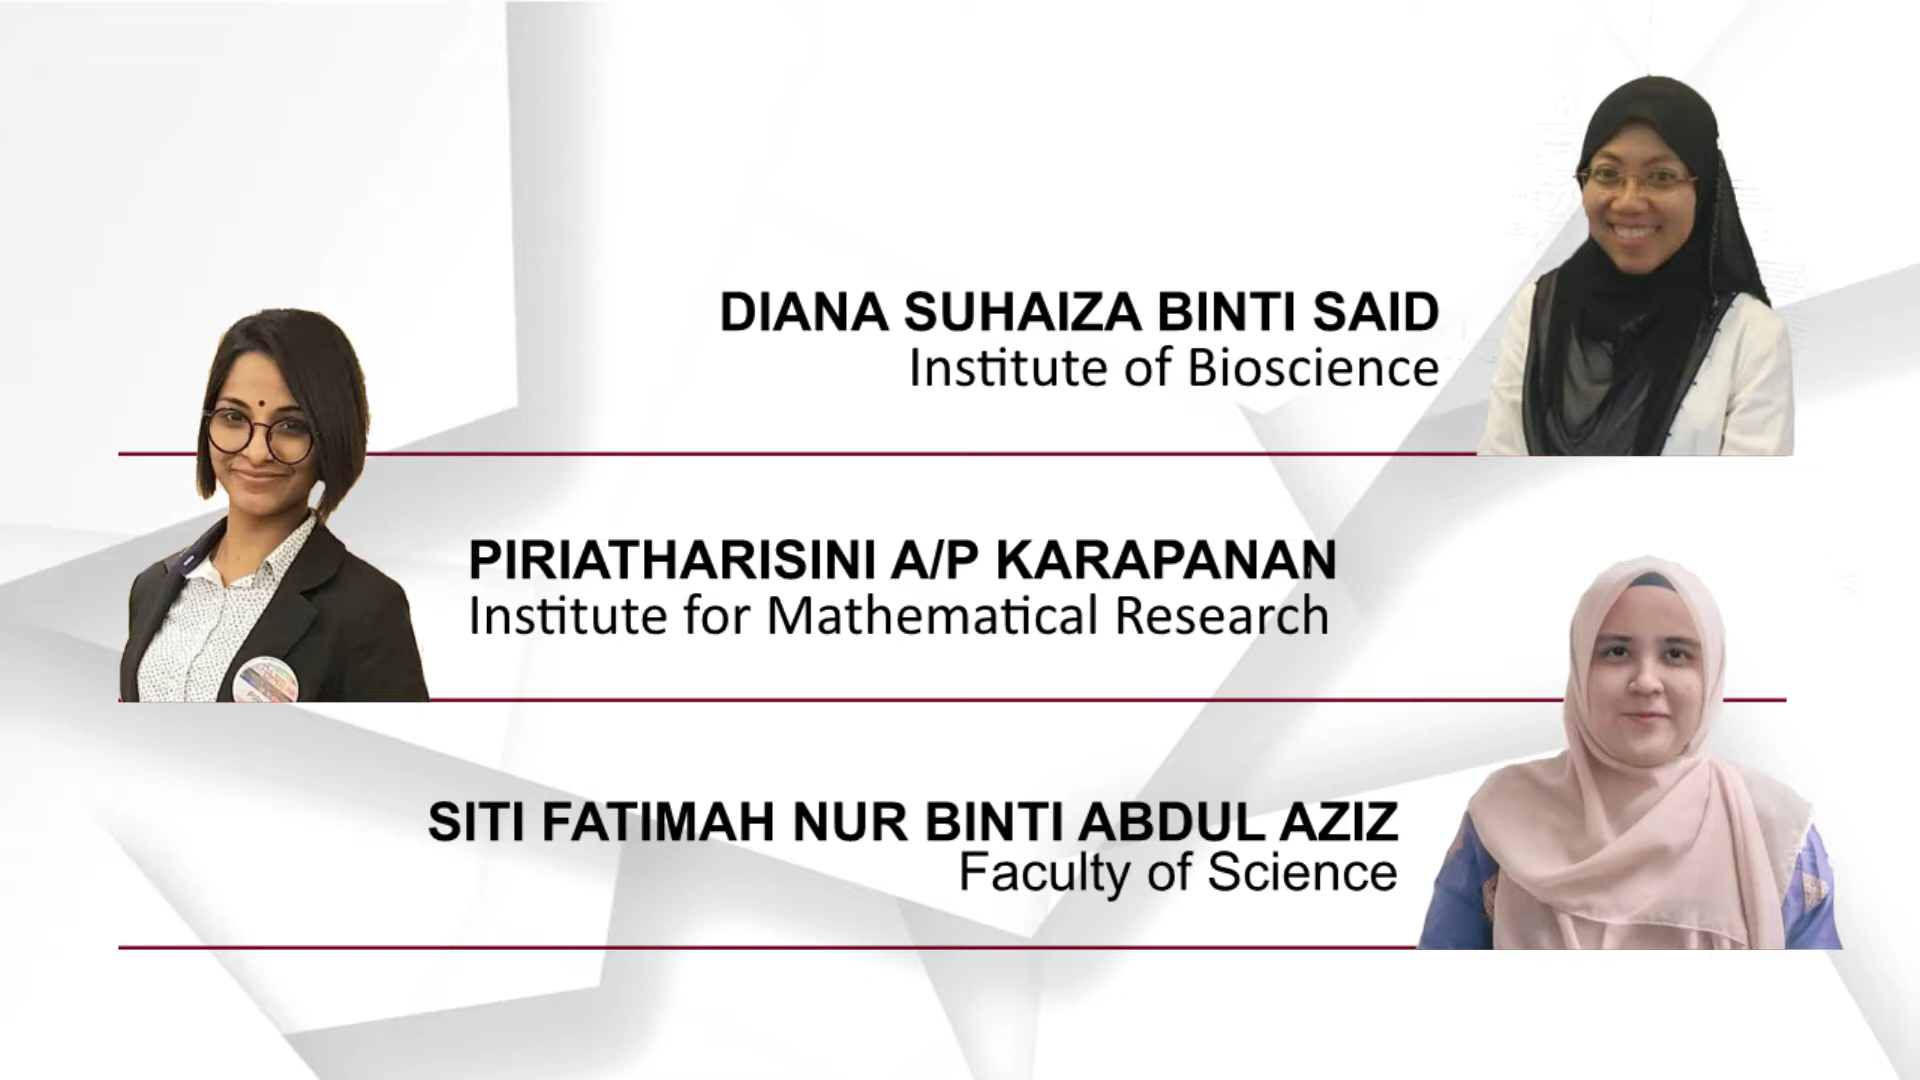 DIANA SUHAIZA BINTI SAID
Institute of Bioscience
PIRIATHARISINI A/P KARAPANAN
Institute for Mathematical Research
SITI FATIMAH NUR BINTI ABDUL AZIZ
Faculty of Science